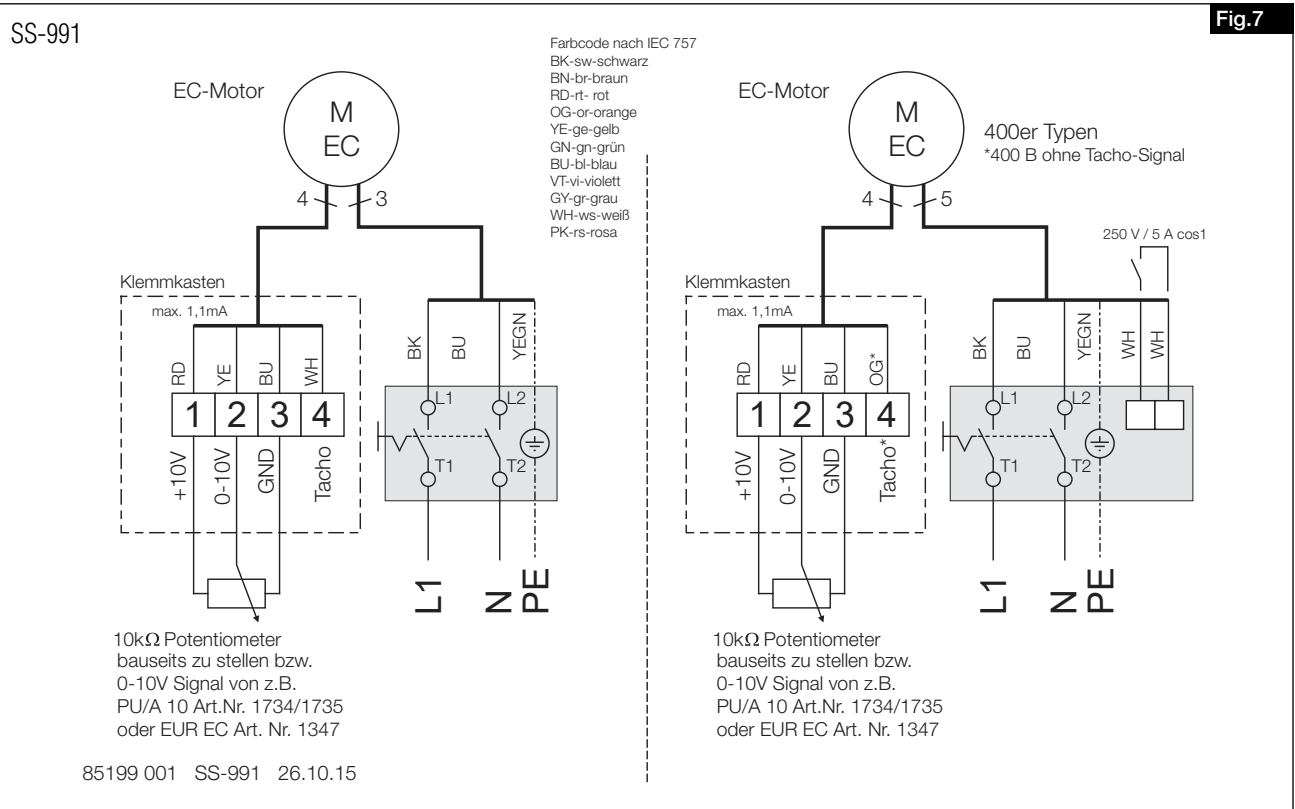 SS-991
Fig.7
Farbcode nach IEC 757
BK-sw-schwarz
BN-br-braun
RD-rt- rot
OG-or-orange
YE-ge-gelb
GN-gn-grün
BU-bl-blau
VT-vi-violett
GY-gr-grau
WH-ws-weiß
PK-rs-rosa
EC-Motor
M
EC
4
3
Klemmkasten
max. 1,1mA
RD
YE
BU
WH
1 2 3 4
+10V
0-10V
GND
Tacho
BK
BU
YEGN
L1
L2
T1
T2
L1
N
PE
10kΩ Potentiometer
bauseits zu stellen bzw.
0-10V Signal von z.B.
PU/A 10 Art.Nr. 1734/1735
oder EUR EC Art. Nr. 1347
85199 001 SS-991 26.10.15
EC-Motor
M
EC
400er Typen
*400 B ohne Tacho-Signal
4
5
250 V / 5 A cos1
Klemmkasten
max. 1,1mA
RD
YE
BU
OG*
1 2 3 4
+10V
0-10V
GND
Tacho*
BK
BU
YEGN
WH
WH
L1
L2
T1
T2
L1
N
PE
10kΩ Potentiometer
bauseits zu stellen bzw.
0-10V Signal von z.B.
PU/A 10 Art.Nr. 1734/1735
oder EUR EC Art. Nr. 1347